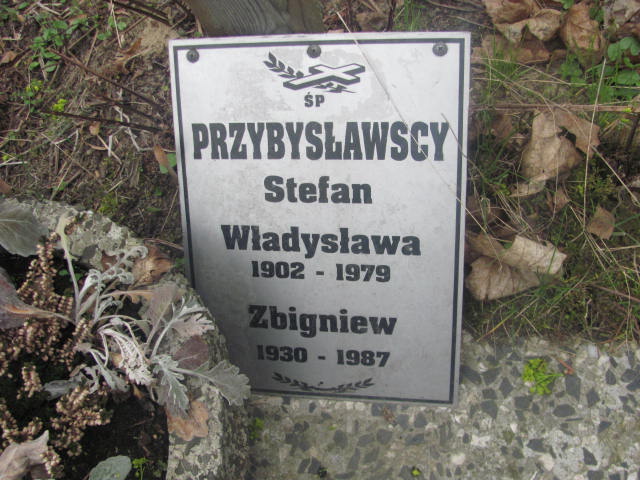 ŚP
PRZYBYSŁAWSCY
Stefan
Władysława
1902 - 1979
Zbigniew
1930 - 1987